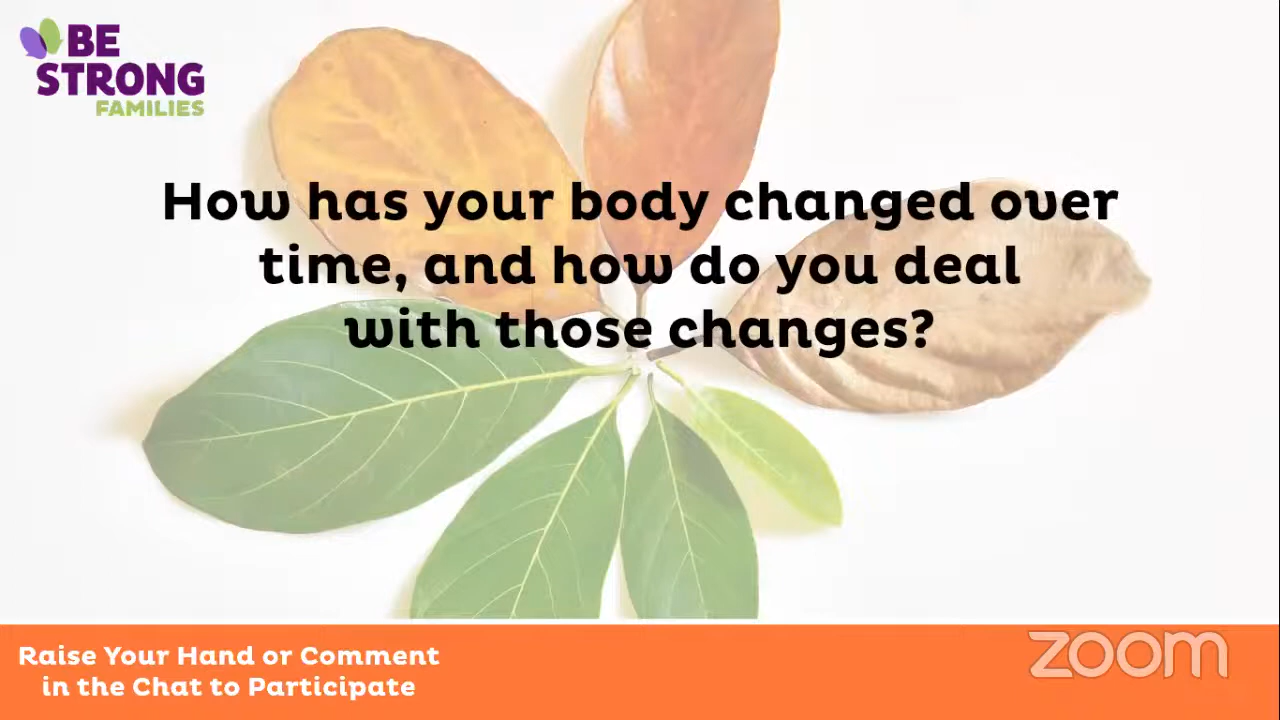 BE
STRONG
FAMILIES
How has your body changed over
time, and how do you deal
with those changes?
Raise Your Hand or Comment
in the Chat to Participate
zoom